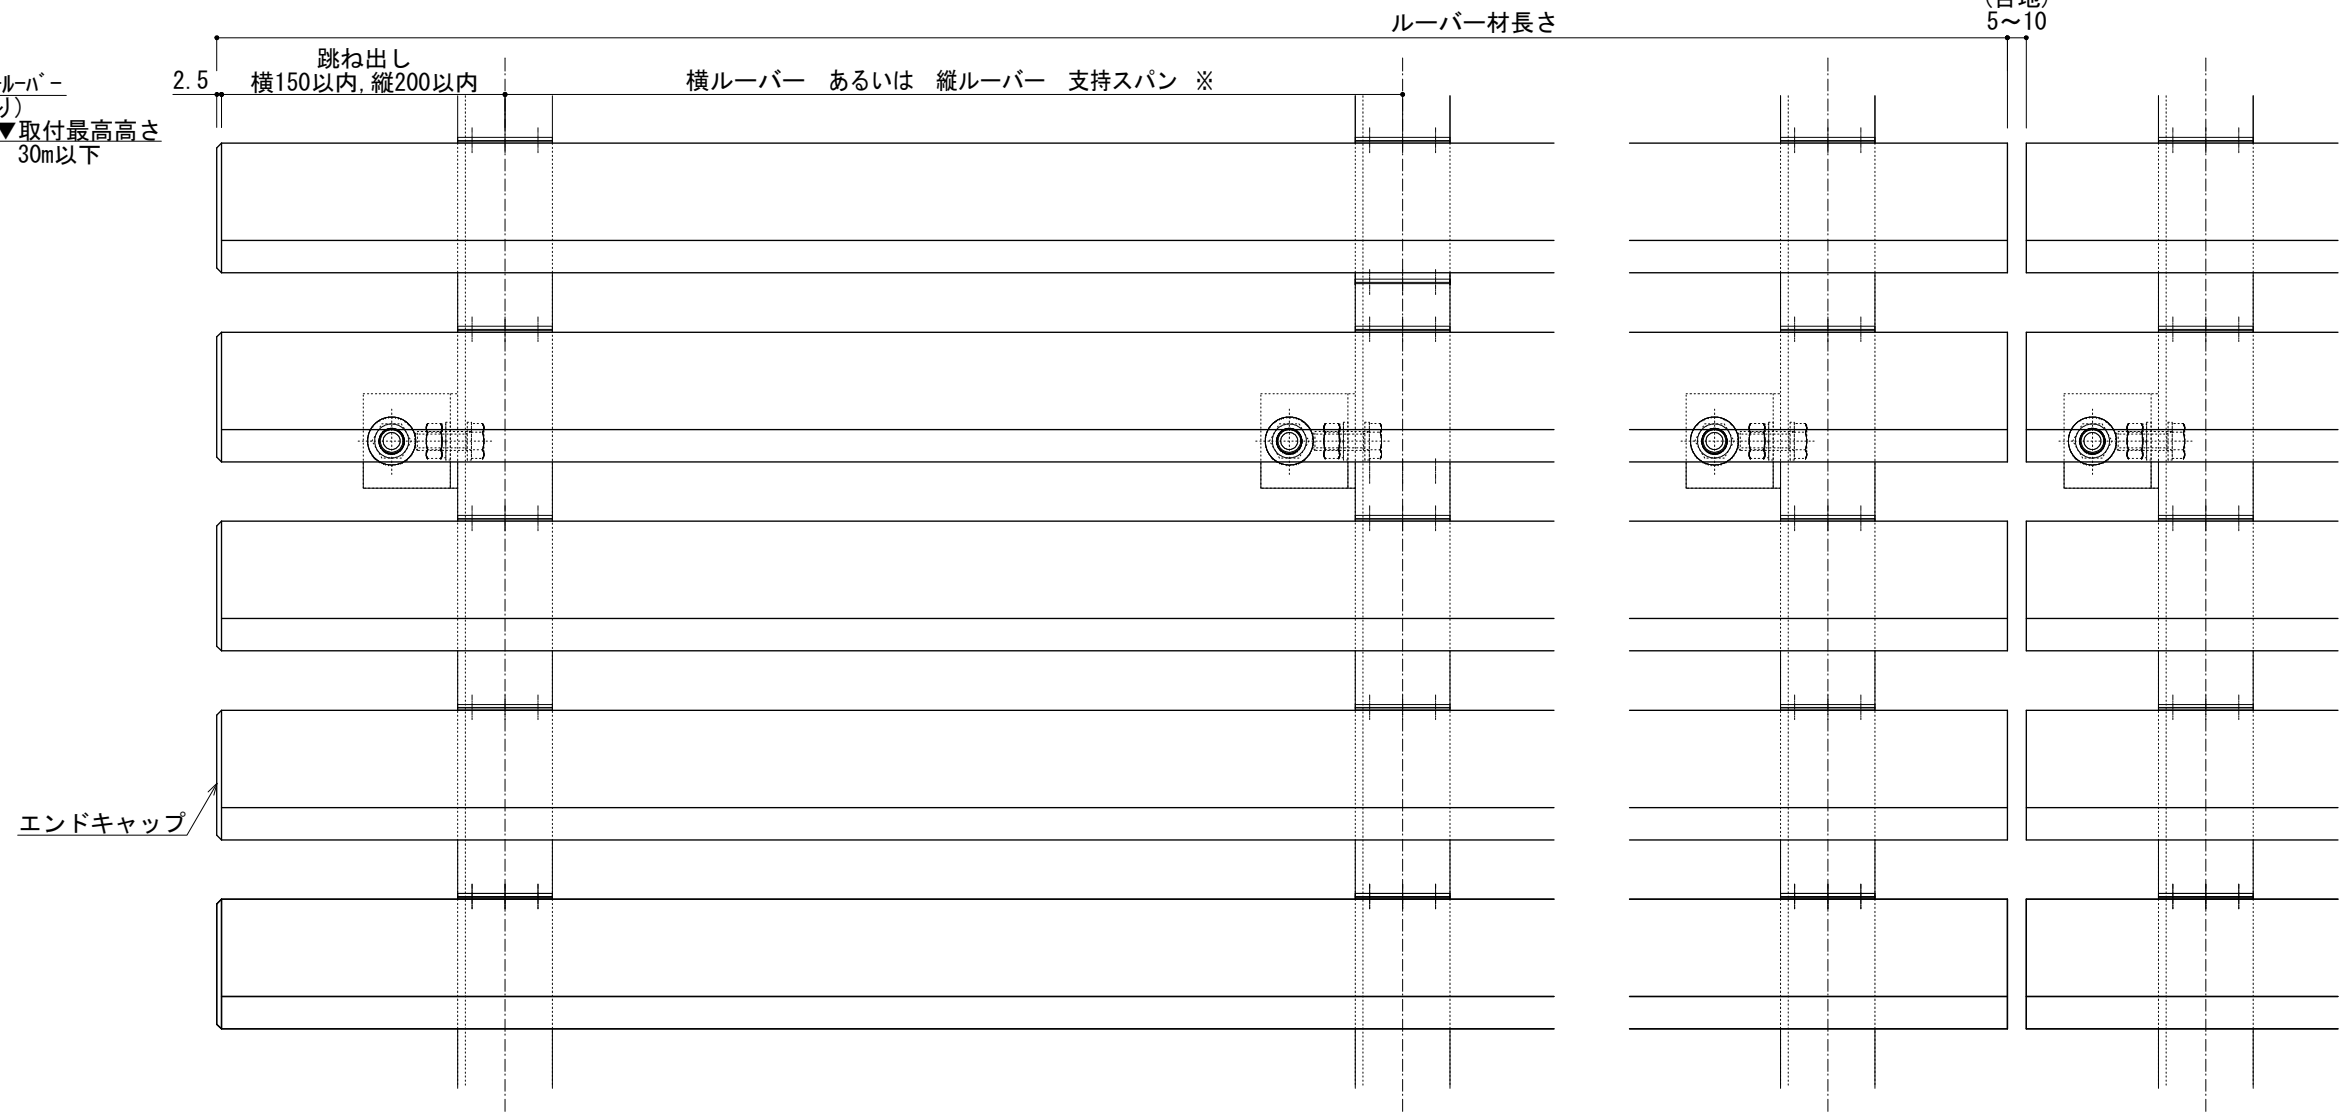 ルーバー材長さ
5～10
跳ね出し
2.5
横150以内,縦200以内
横ルーバー あるいは 縦ルーバー 支持スパン ※
▼取付最高高さ
30m以下
エンドキャップ